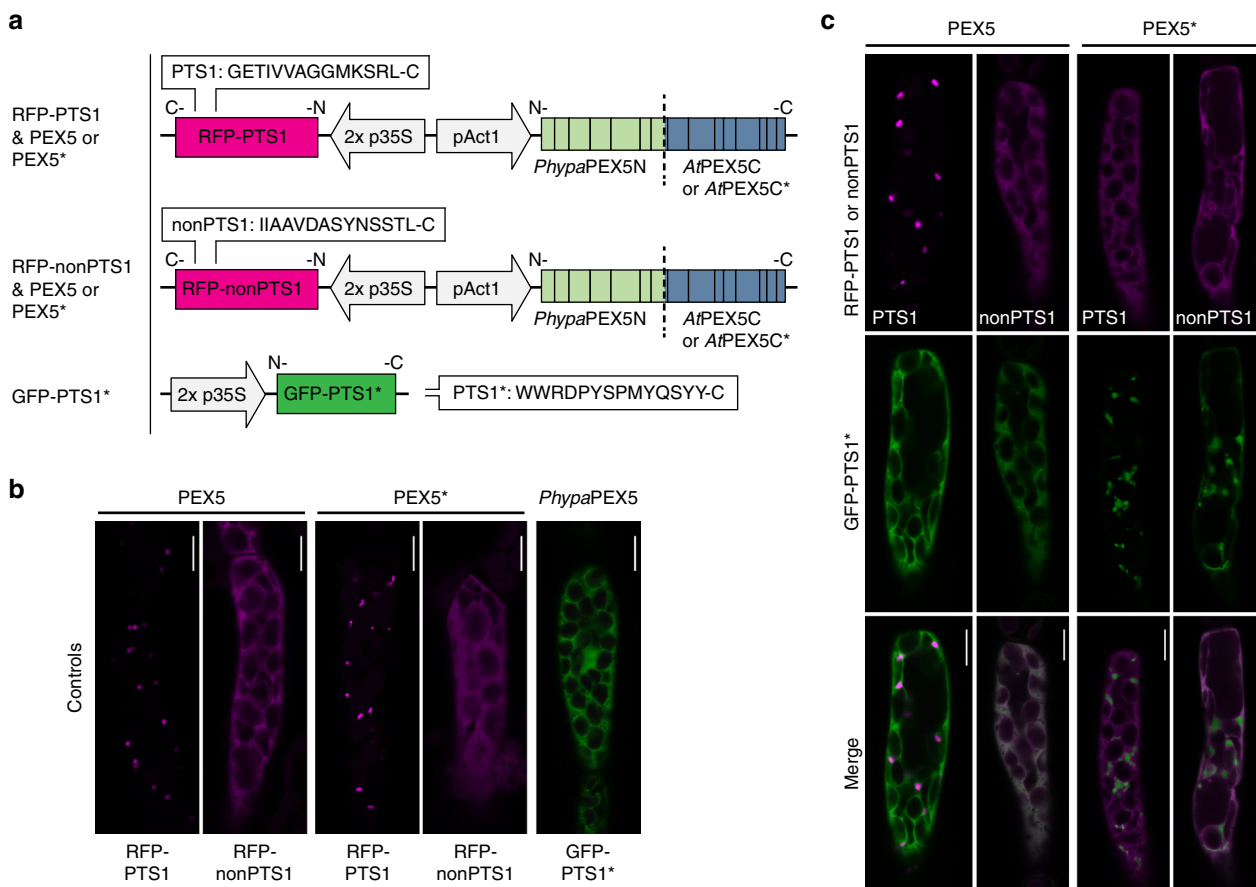 a
PTS1: GETIVVAGGMKSRL-C
RFP-PTS1
& PEX5 or
PEX5*
C-
-N
RFP-PTS1
2x p35S
pAct1
N-
-C
PhypaPEX5N
AtPEX5C
or AtPEX5C*
nonPTS1: IIAAVDASYNSSTL-C
RFP-nonPTS1
& PEX5 or
PEX5*
C-
-N
RFP-nonPTS1
2x p35S
pAct1
N-
-C
PhypaPEX5N
AtPEX5C
or AtPEX5C*
GFP-PTS1*
2x p35S
N-
-C
GFP-PTS1*
PTS1*: WWRDPYSPMYQSYY-C
b
PEX5
PEX5*
PhypaPEX5
Controls
RFP-
PTS1
RFP-
nonPTS1
RFP-
PTS1
RFP-
nonPTS1
GFP-
PTS1*
c
PEX5
PEX5*
RFP-PTS1 or nonPTS1
PTS1
nonPTS1
PTS1
nonPTS1
GFP-PTS1*
Merge